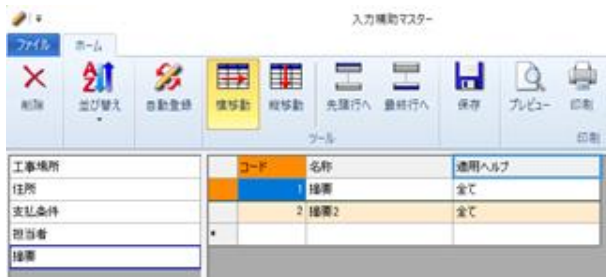 入力補助マスター
ファイル ホーム
削除 並び替え 自動登録 横移動 縦移動 先頭行へ 最終行へ 保存 プレビュー 印刷
ツール 印刷
工事場所
住所
支払条件
担当者
摘要
コード 名称 適用ヘルプ
1 摘要 全て
2 摘要2 全て
*